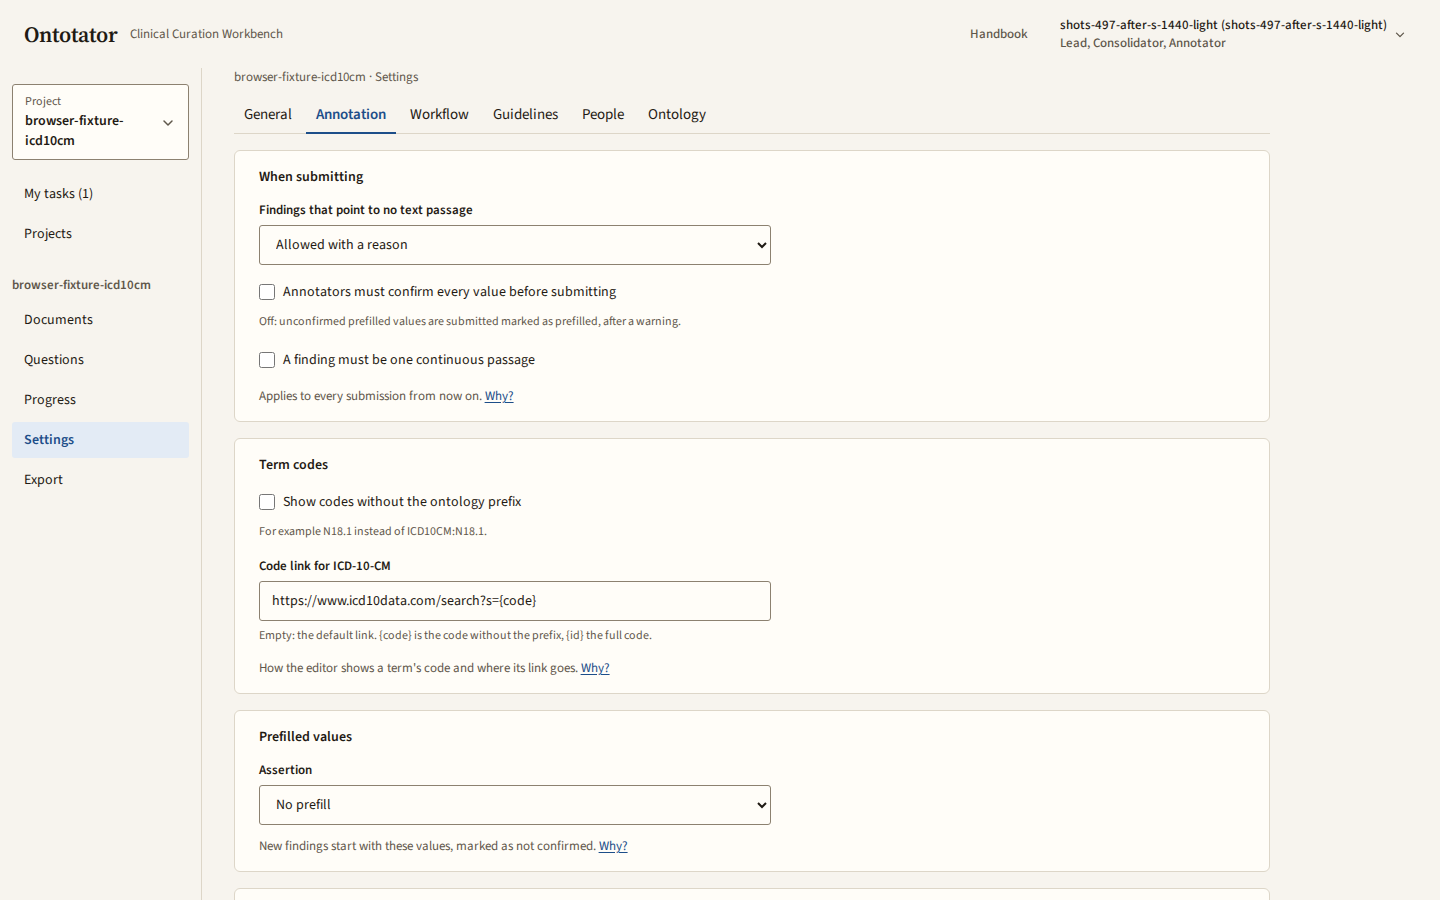 Ontotator
Clinical Curation Workbench
Handbook
shots-497-after-s-1440-light (shots-497-after-s-1440-light)
Lead, Consolidator, Annotator
Project
browser-fixture-
icd10cm
My tasks (1)
Projects
browser-fixture-icd10cm
Documents
Questions
Progress
Settings
Export
browser-fixture-icd10cm · Settings
General
Annotation
Workflow
Guidelines
People
Ontology
When submitting
Findings that point to no text passage
Allowed with a reason
Annotators must confirm every value before submitting
Off: unconfirmed prefilled values are submitted marked as prefilled, after a warning.
A finding must be one continuous passage
Applies to every submission from now on. Why?
Term codes
Show codes without the ontology prefix
For example N18.1 instead of ICD10CM:N18.1.
Code link for ICD-10-CM
https://www.icd10data.com/search?s={code}
Empty: the default link. {code} is the code without the prefix, {id} the full code.
How the editor shows a term's code and where its link goes. Why?
Prefilled values
Assertion
No prefill
New findings start with these values, marked as not confirmed. Why?